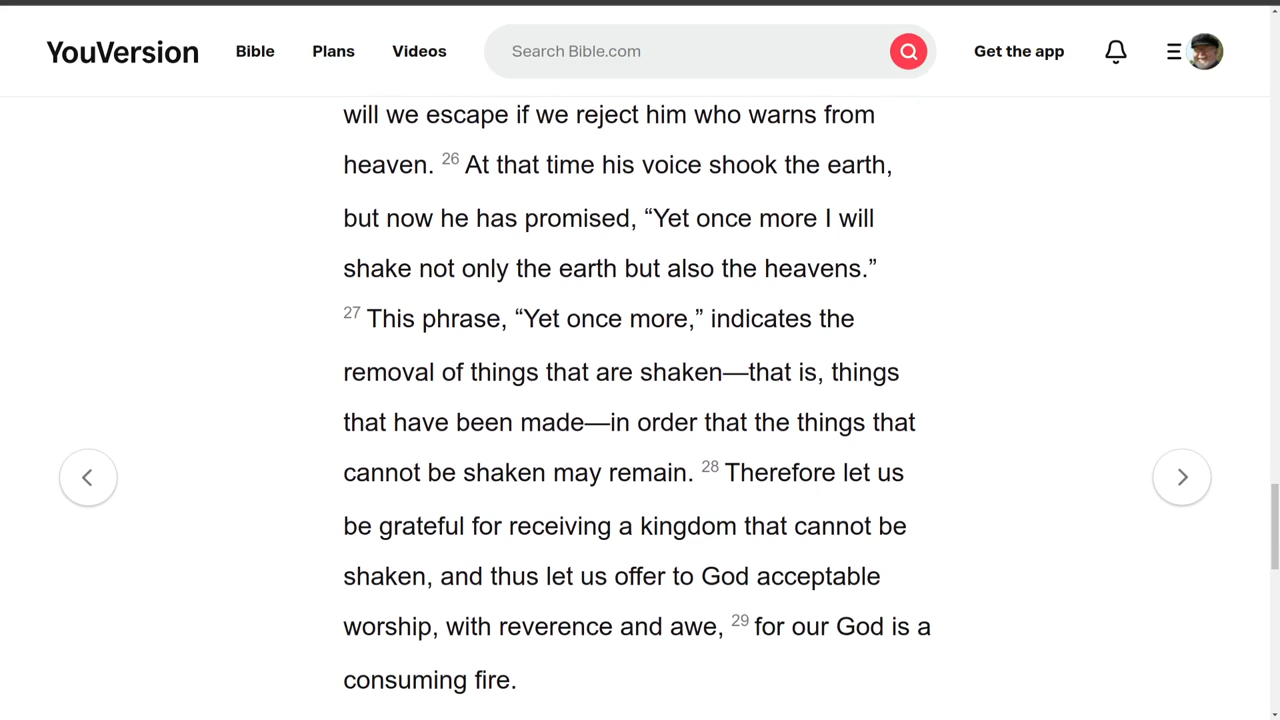 YouVersion Bible Plans Videos Search Bible.com Get the app
will we escape if we reject him who warns from
heaven. 26 At that time his voice shook the earth,
but now he has promised, “Yet once more I will
shake not only the earth but also the heavens.”
27 This phrase, “Yet once more,” indicates the
removal of things that are shaken—that is, things
that have been made—in order that the things that
cannot be shaken may remain. 28 Therefore let us
be grateful for receiving a kingdom that cannot be
shaken, and thus let us offer to God acceptable
worship, with reverence and awe, 29 for our God is a
consuming fire.